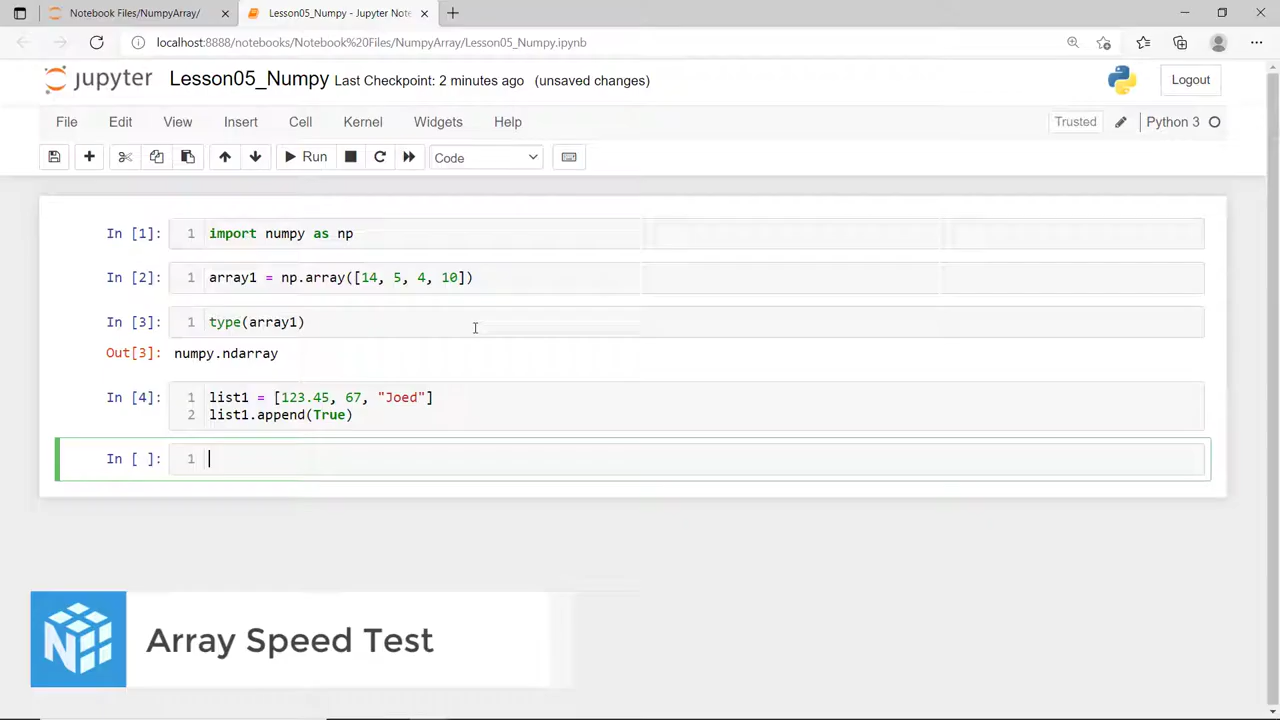 Notebook Files/NumpyArray/
Lesson05_Numpy - Jupyter Note
localhost:8888/notebooks/Notebook%20Files/NumpyArray/Lesson05_Numpy.ipynb
jupyter Lesson05_Numpy Last Checkpoint: 2 minutes ago (unsaved changes)
Logout
File Edit View Insert Cell Kernel Widgets Help
Trusted Python 3
Run Code
In [1]: 1 import numpy as np
In [2]: 1 array1 = np.array([14, 5, 4, 10])
In [3]: 1 type(array1)
Out[3]: numpy.ndarray
In [4]: 1 list1 = [123.45, 67, "Joed"]
2 list1.append(True)
In [ ]: 1
N
Array Speed Test